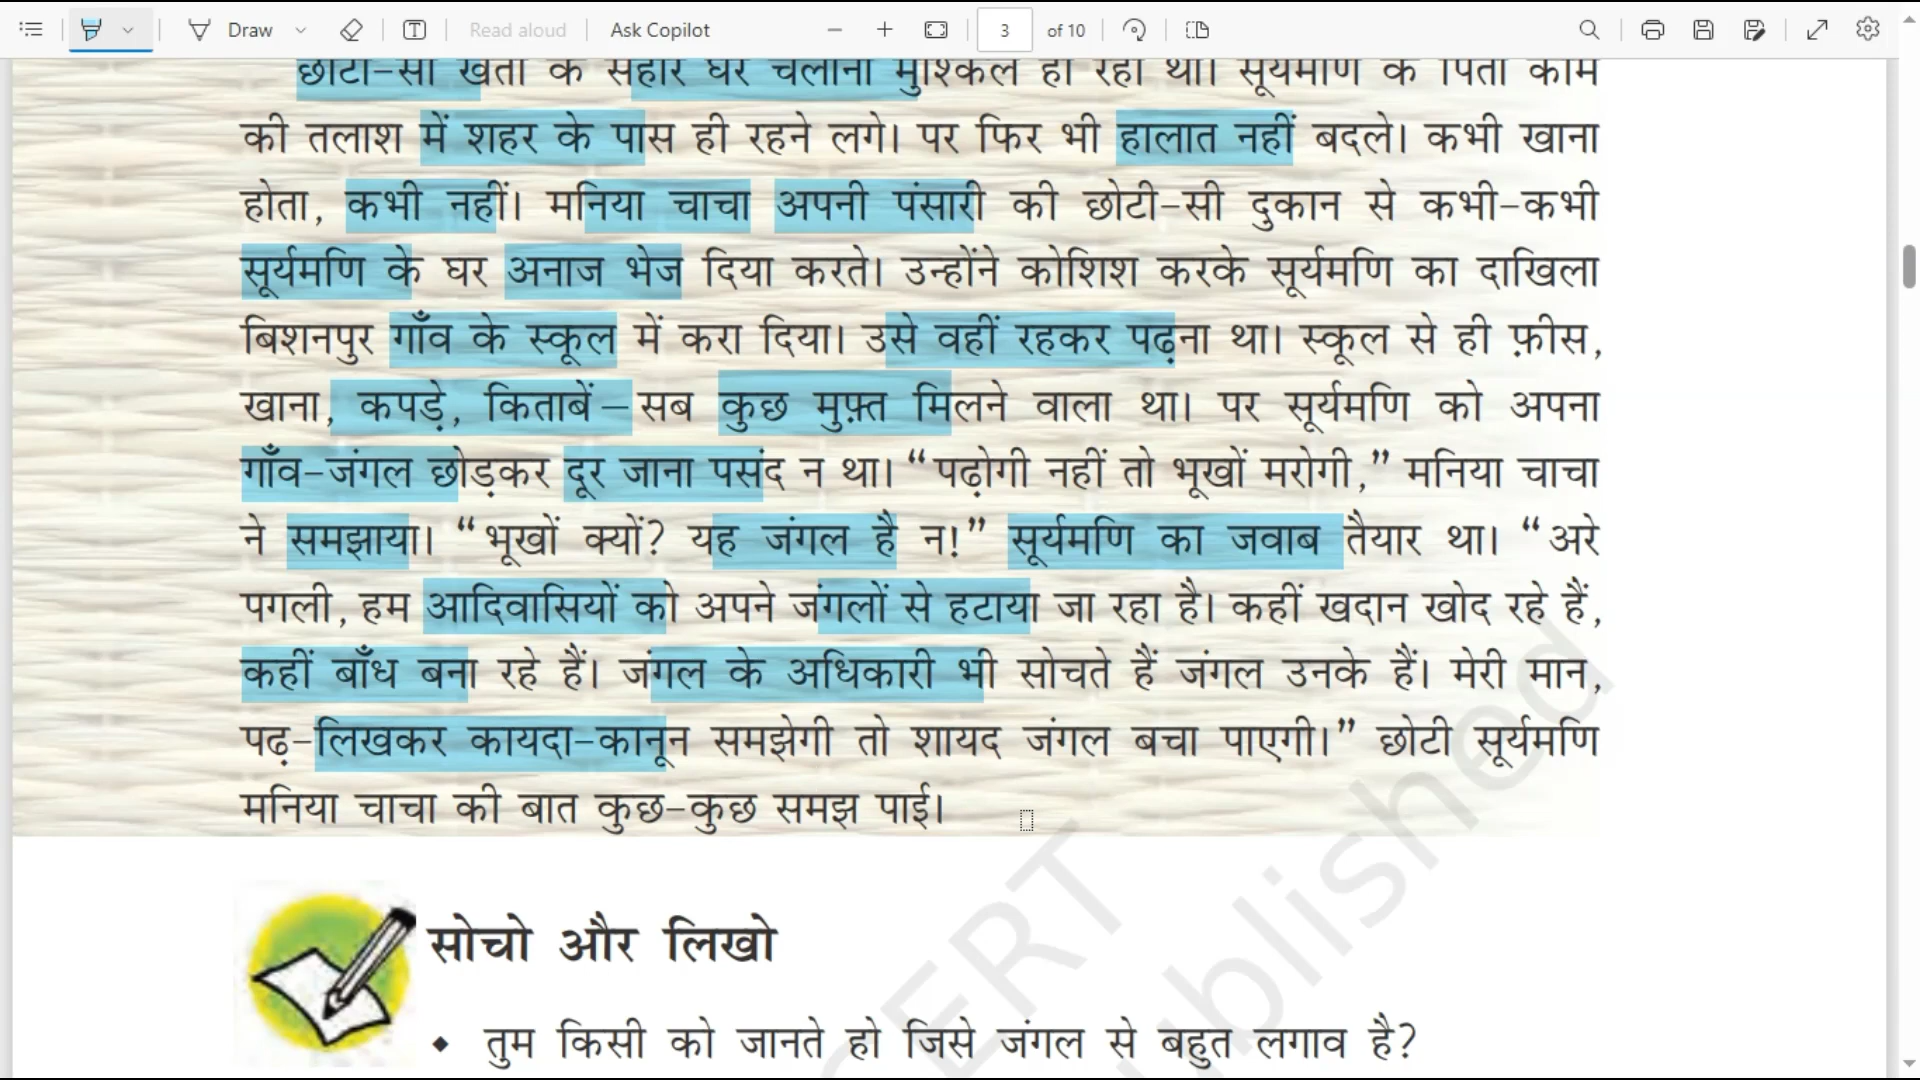 Draw Read aloud Ask Copilot 3 of 10
छोटी-सी खेती के सहारे घर चलाना मुश्किल हो रहा था। सूर्यमणि के पिता काम
की तलाश में शहर के पास ही रहने लगे। पर फिर भी हालात नहीं बदले। कभी खाना
होता, कभी नहीं। मनिया चाचा अपनी पंसारी की छोटी-सी दुकान से कभी-कभी
सूर्यमणि के घर अनाज भेज दिया करते। उन्होंने कोशिश करके सूर्यमणि का दाखिला
बिशनपुर गाँव के स्कूल में करा दिया। उसे वहीं रहकर पढ़ना था। स्कूल से ही फ़ीस,
खाना, कपड़े, किताबें – सब कुछ मुफ़्त मिलने वाला था। पर सूर्यमणि को अपना
गाँव-जंगल छोड़कर दूर जाना पसंद न था। “पढ़ोगी नहीं तो भूखों मरोगी,” मनिया चाचा
ने समझाया। “भूखों क्यों? यह जंगल है न!” सूर्यमणि का जवाब तैयार था। “अरे
पगली, हम आदिवासियों को अपने जंगलों से हटाया जा रहा है। कहीं खदान खोद रहे हैं,
कहीं बाँध बना रहे हैं। जंगल के अधिकारी भी सोचते हैं जंगल उनके हैं। मेरी मान,
पढ़-लिखकर कायदा-कानून समझेगी तो शायद जंगल बचा पाएगी।” छोटी सूर्यमणि
मनिया चाचा की बात कुछ-कुछ समझ पाई।
सोचो और लिखो
◆ तुम किसी को जानते हो जिसे जंगल से बहुत लगाव है?